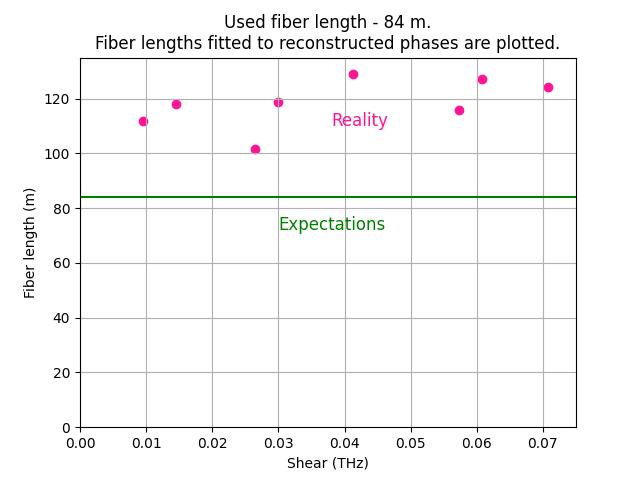 Used fiber length - 84 m.
Fiber lengths fitted to reconstructed phases are plotted.
120
100
80
60
40
20
0
Fiber length (m)
Reality
Expectations
0.00 0.01 0.02 0.03 0.04 0.05 0.06 0.07
Shear (THz)